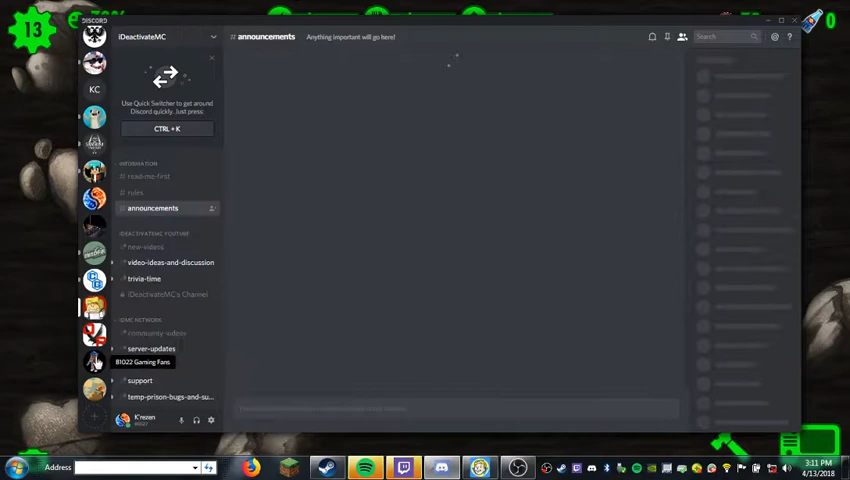 13
DISCORD
0
iDeactivateMC
# announcements
Anything important will go here!
Search
KC
Use Quick Switcher to get around
Discord quickly. Just press:
CTRL + K
INFORMATION
# read-me-first
# rules
# announcements
IDEACTIVATEMC YOUTUBE
new-videos
video-ideas-and-discussion
trivia-time
iDeactivateMC's Channel
IDMC NETWORK
community-videos
server-updates
B1022 Gaming Fans
support
temp-prison-bugs-and-su...
K'rezen
Address
3:11 PM
4/13/2018